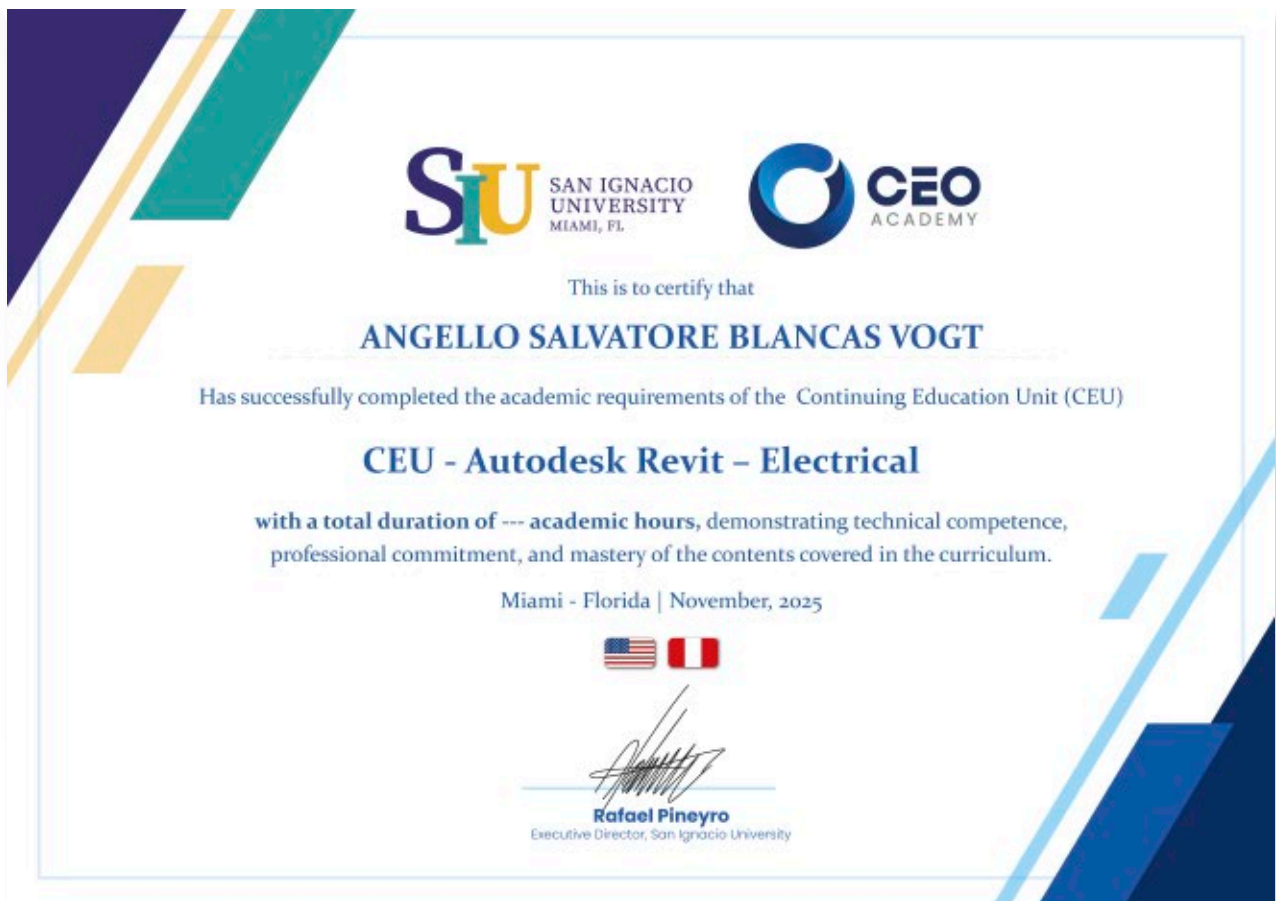 SIU SAN IGNACIO
UNIVERSITY
MIAMI, FL
CEO
ACADEMY
This is to certify that
ANGELLO SALVATORE BLANCAS VOGT
Has successfully completed the academic requirements of the Continuing Education Unit (CEU)
CEU - Autodesk Revit – Electrical
with a total duration of --- academic hours, demonstrating technical competence,
professional commitment, and mastery of the contents covered in the curriculum.
Miami - Florida | November, 2025
Rafael Pineyro
Executive Director, San Ignacio University